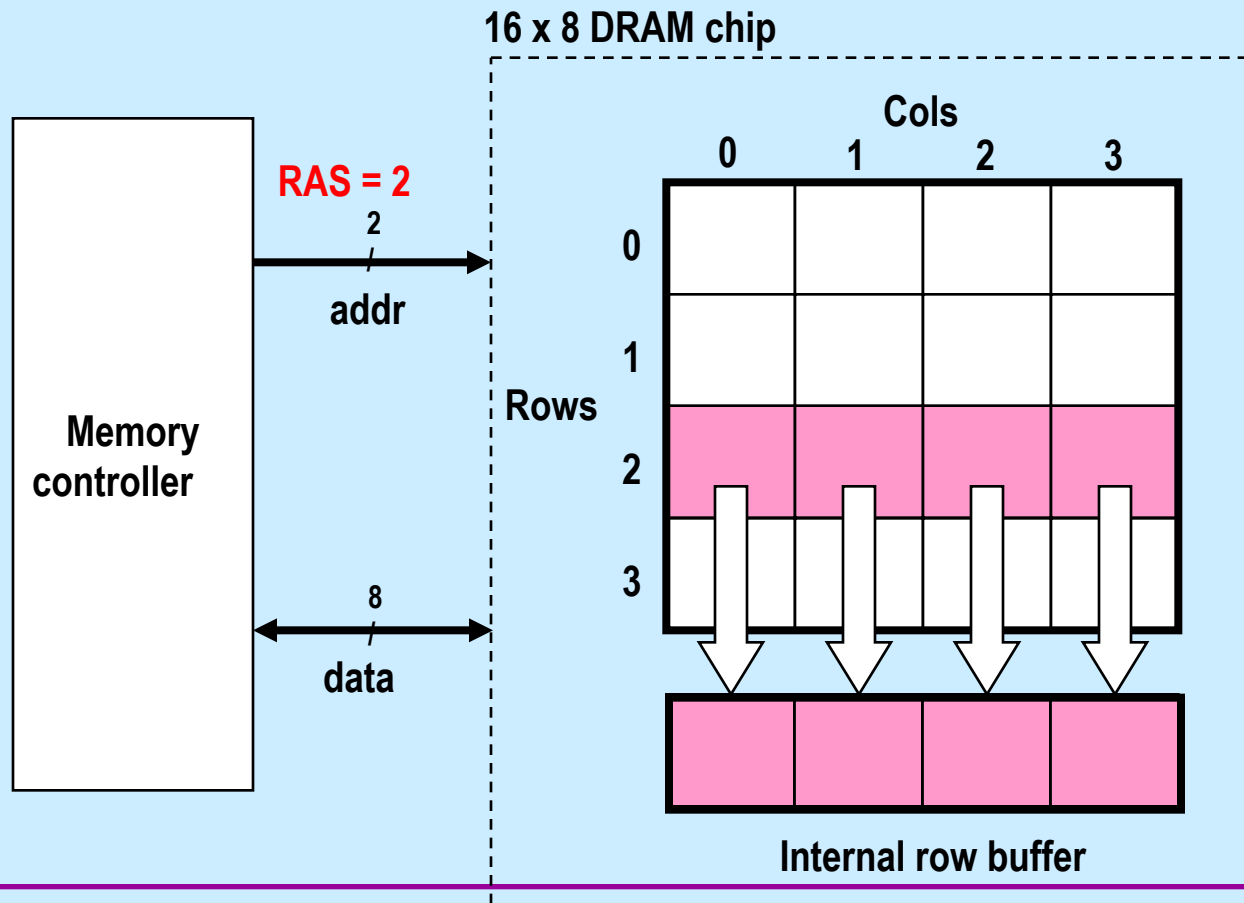 16 x 8 DRAM chip
Cols
0 1 2 3
RAS = 2
2
addr
0
1
Rows
2
3
Memory
controller
8
data
Internal row buffer